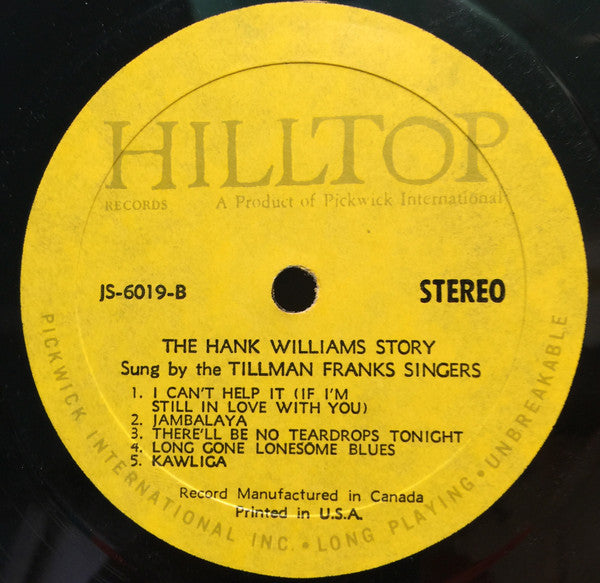 HILLTOP
RECORDS A Product of Pickwick International
JS-6019-B STEREO
THE HANK WILLIAMS STORY
Sung by the TILLMAN FRANKS SINGERS
1. I CAN'T HELP IT (IF I'M
STILL IN LOVE WITH YOU)
2. JAMBALAYA
3. THERE'LL BE NO TEARDROPS TONIGHT
4. LONG GONE LONESOME BLUES
5. KAWLIGA
Record Manufactured in Canada
Printed in U.S.A.
PICKWICK INTERNATIONAL INC. • LONG PLAYING • UNBREAKABLE